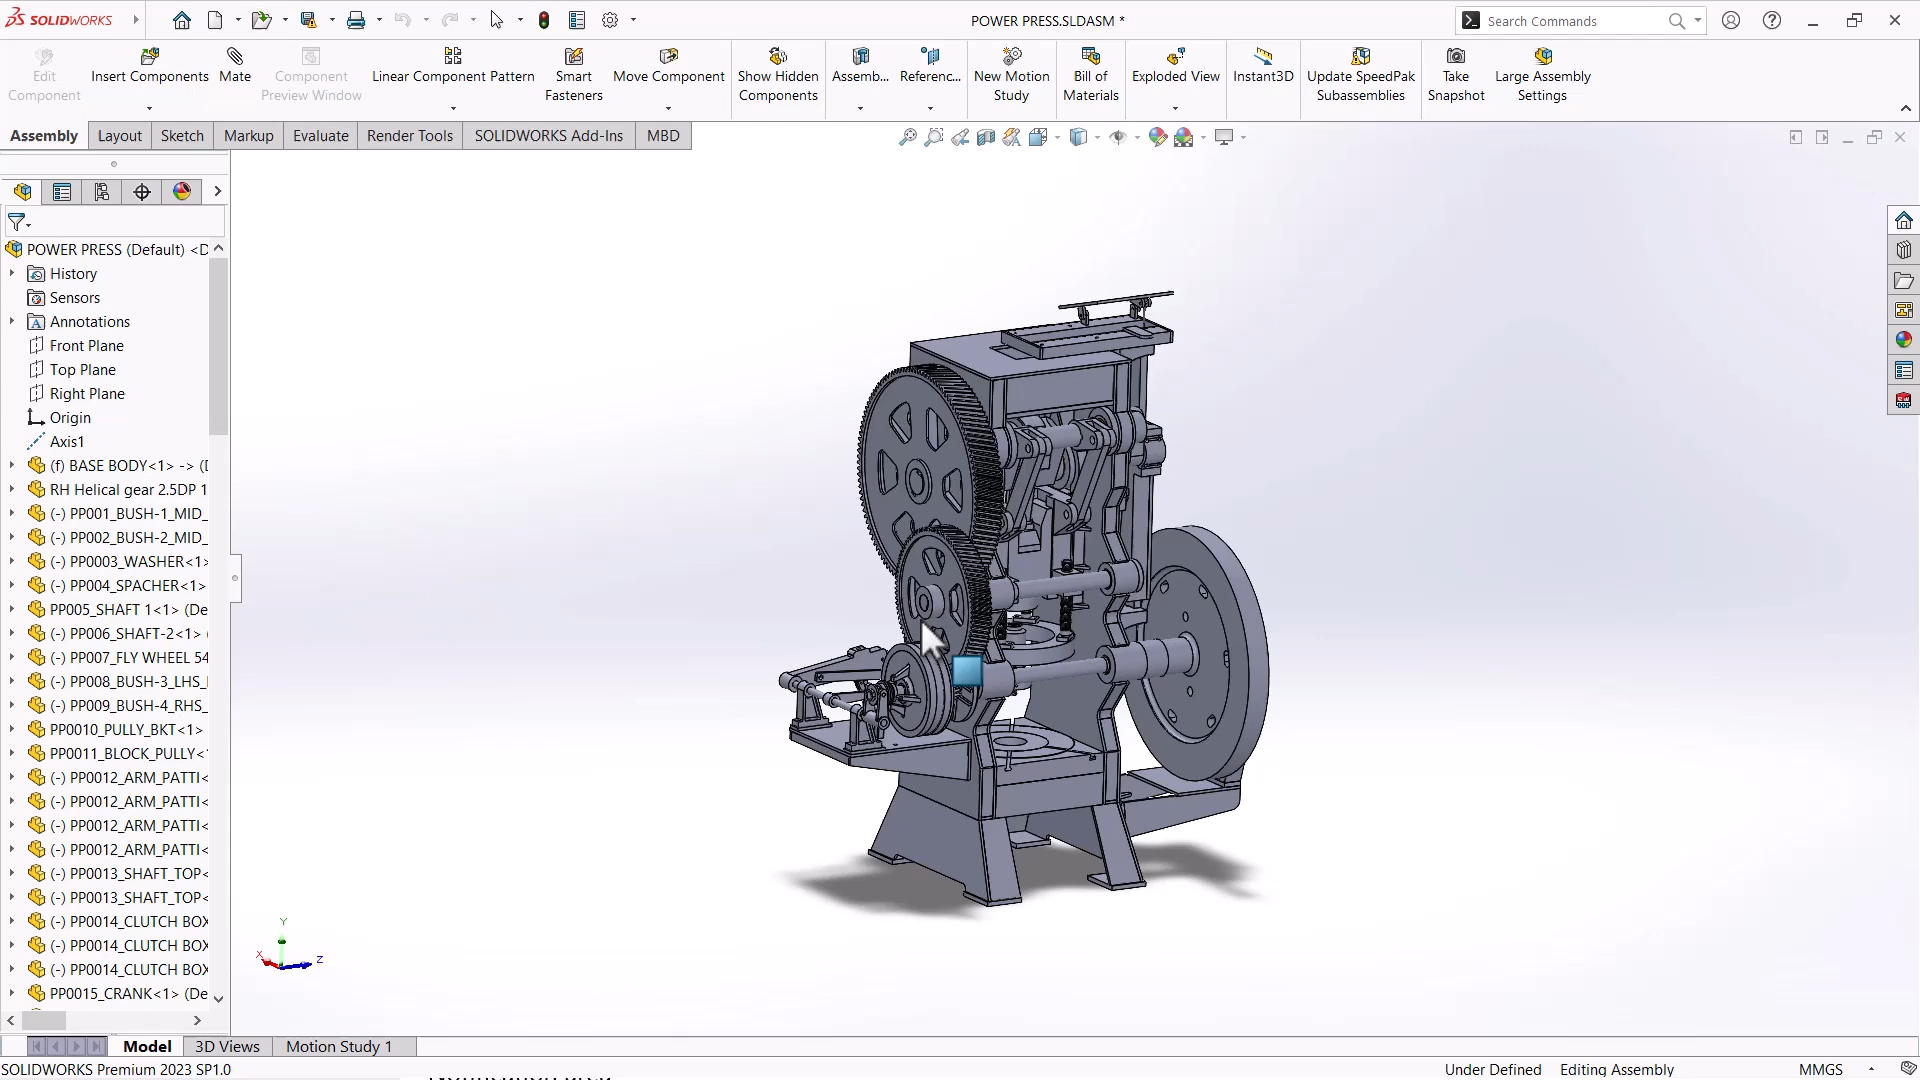 SOLIDWORKS
POWER PRESS.SLDASM *
Search Commands
Edit Component
Insert Components
Mate
Component Preview Window
Linear Component Pattern
Smart Fasteners
Move Component
Show Hidden Components
Assemb...
Referenc...
New Motion Study
Bill of Materials
Exploded View
Instant3D
Update SpeedPak Subassemblies
Take Snapshot
Large Assembly Settings
Assembly
Layout
Sketch
Markup
Evaluate
Render Tools
SOLIDWORKS Add-Ins
MBD
POWER PRESS (Default) <D
History
Sensors
Annotations
Front Plane
Top Plane
Right Plane
Origin
Axis1
(f) BASE BODY<1> -> (D
RH Helical gear 2.5DP 1
(-) PP001_BUSH-1_MID_
(-) PP002_BUSH-2_MID_
(-) PP0003_WASHER<1>
(-) PP004_SPACHER<1>
PP005_SHAFT 1<1> (De
(-) PP006_SHAFT-2<1> (
(-) PP007_FLY WHEEL 54
(-) PP008_BUSH-3_LHS_
(-) PP009_BUSH-4_RHS_
PP0010_PULLY_BKT<1>
PP0011_BLOCK_PULLY<
(-) PP0012_ARM_PATTI<
(-) PP0012_ARM_PATTI<
(-) PP0012_ARM_PATTI<
(-) PP0012_ARM_PATTI<
(-) PP0013_SHAFT_TOP<
(-) PP0013_SHAFT_TOP<
(-) PP0014_CLUTCH BOX
(-) PP0014_CLUTCH BOX
(-) PP0014_CLUTCH BOX
PP0015_CRANK<1> (De
Y
X
Z
Model
3D Views
Motion Study 1
SOLIDWORKS Premium 2023 SP1.0
Under Defined
Editing Assembly
MMGS